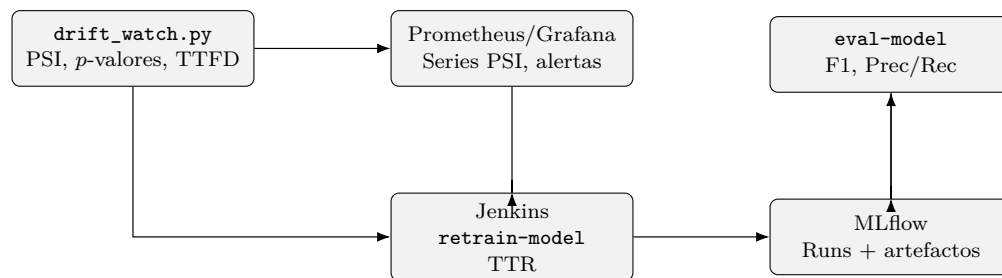 drift_watch.py
PSI, p-valores, TTFD
Prometheus/Grafana
Series PSI, alertas
eval-model
F1, Prec/Rec
Jenkins
retrain-model
TTR
MLflow
Runs + artefactos